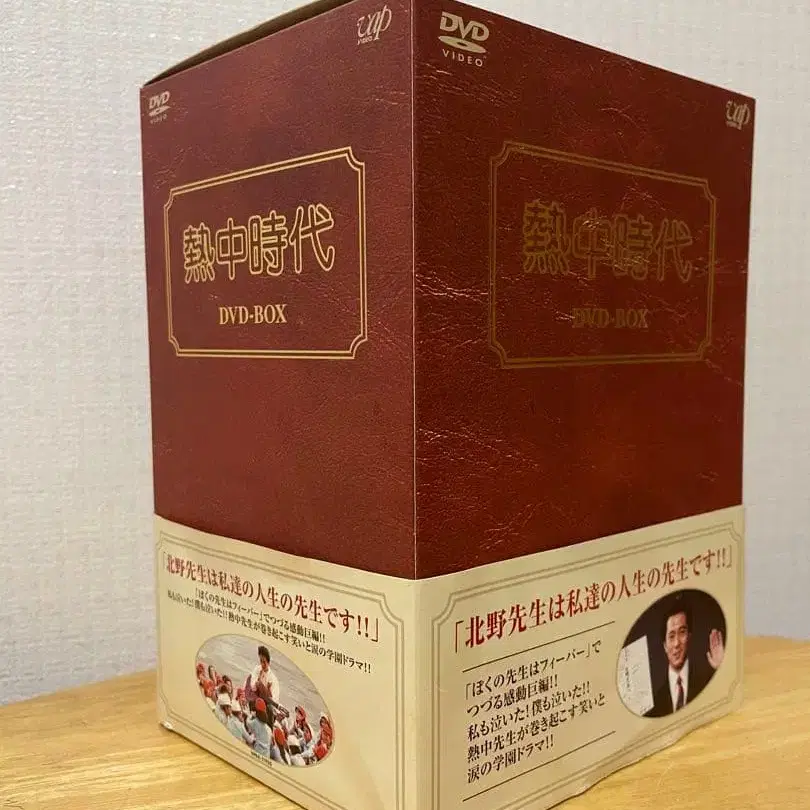 DVD
VIDEO
vap
VIDEO
熱中時代
DVD-BOX
「北野先生は私達の人生の先生です!!」
「ぼくの先生はフィーバー」でつづる感動巨編!!
私も泣いた!僕も泣いた!!熱中先生が巻き起こす笑いと涙の学園ドラマ!!
DVD
VIDEO
vap
VIDEO
熱中時代
DVD-BOX
「北野先生は私達の人生の先生です!!」
「ぼくの先生はフィーバー」で
つづる感動巨編!!
私も泣いた!僕も泣いた!!
熱中先生が巻き起こす笑いと
涙の学園ドラマ!!